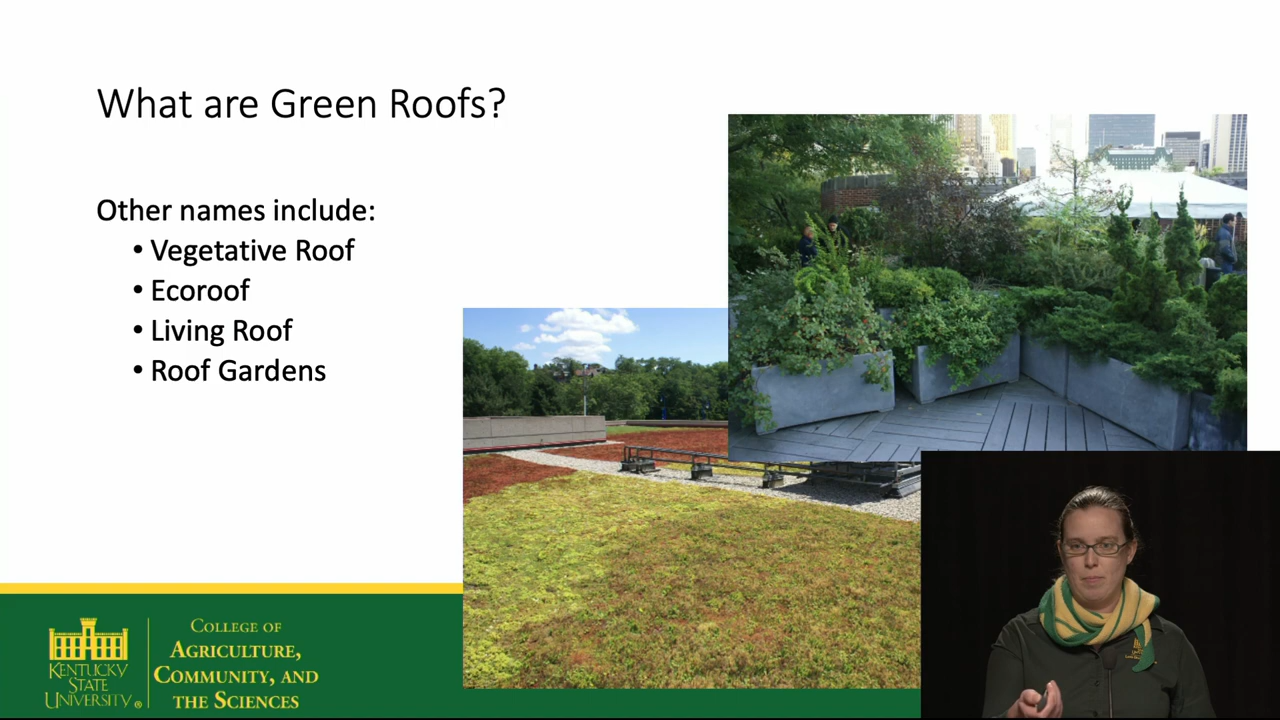 What are Green Roofs?
Other names include:
• Vegetative Roof
• Ecoroof
• Living Roof
• Roof Gardens
KENTUCKY
STATE
UNIVERSITY®
COLLEGE OF
AGRICULTURE,
COMMUNITY, AND
THE SCIENCES